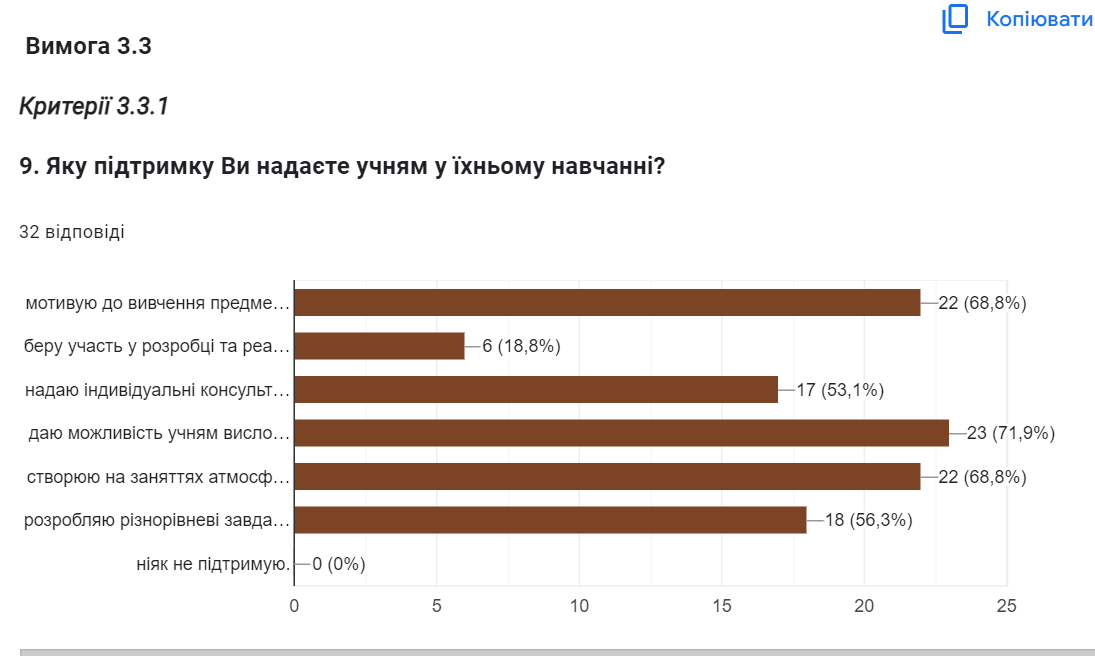 Копіювати
Вимога 3.3
Критерії 3.3.1
9. Яку підтримку Ви надаєте учням у їхньому навчанні?
32 відповіді
мотивую до вивчення предме… 22 (68,8%)
беру участь у розробці та реа… 6 (18,8%)
надаю індивідуальні консульт… 17 (53,1%)
даю можливість учням висло… 23 (71,9%)
створюю на заняттях атмосф… 22 (68,8%)
розробляю різнорівневі завда… 18 (56,3%)
ніяк не підтримую. 0 (0%)
0 5 10 15 20 25